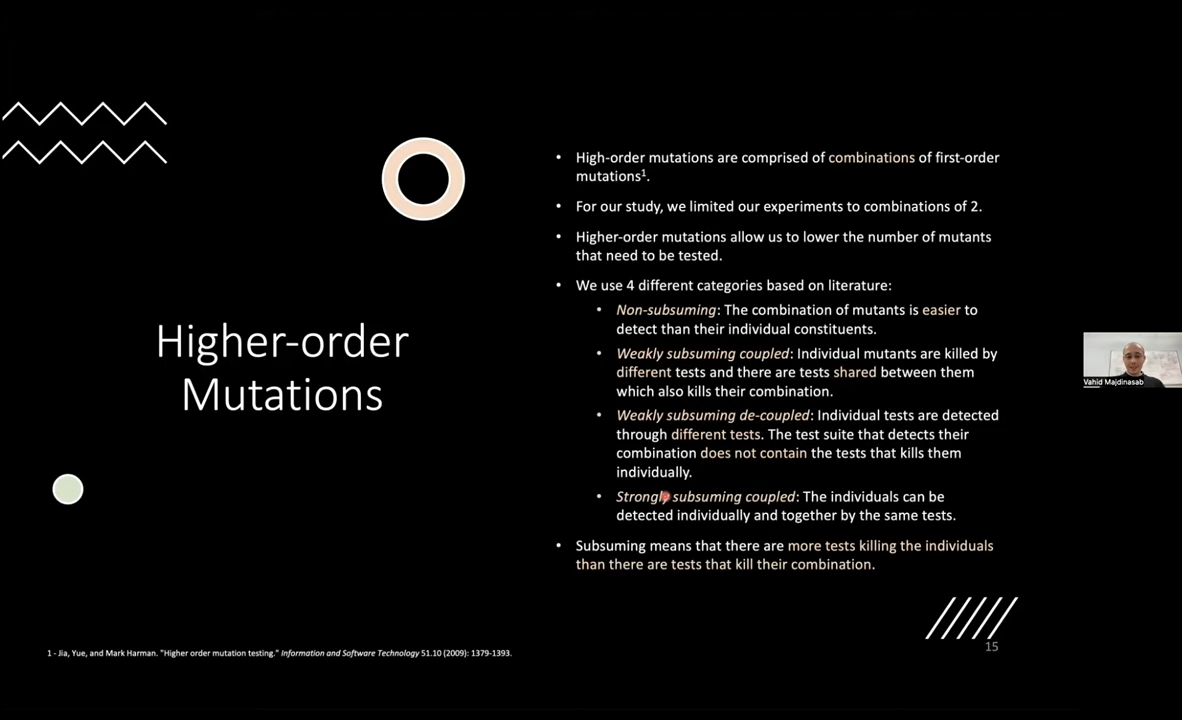 Higher-order
Mutations
• High-order mutations are comprised of combinations of first-order
mutations¹.
• For our study, we limited our experiments to combinations of 2.
• Higher-order mutations allow us to lower the number of mutants
that need to be tested.
• We use 4 different categories based on literature:
• Non-subsuming: The combination of mutants is easier to
detect than their individual constituents.
• Weakly subsuming coupled: Individual mutants are killed by
different tests and there are tests shared between them
which also kills their combination.
• Weakly subsuming de-coupled: Individual tests are detected
through different tests. The test suite that detects their
combination does not contain the tests that kills them
individually.
• Strongly subsuming coupled: The individuals can be
detected individually and together by the same tests.
• Subsuming means that there are more tests killing the individuals
than there are tests that kill their combination.
1 - Jia, Yue, and Mark Harman. "Higher order mutation testing." Information and Software Technology 51.10 (2009): 1379-1393.
15
Vahid Majdinasab